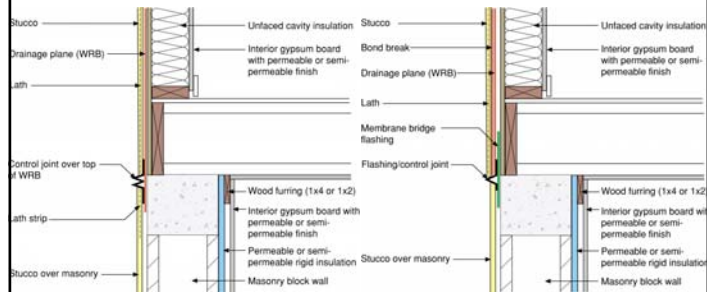 Stucco
Drainage plane (WRB)
Lath
Control joint over top
of WRB
Lath strip
Stucco over masonry
Unfaced cavity insulation
Interior gypsum board
with permeable or semi-
permeable finish
Wood furring (1x4 or 1x2)
Interior gypsum board with
permeable or semi-
permeable finish
Permeable or semi-
permeable rigid insulation
Masonry block wall
Stucco
Bond break
Drainage plane (WRB)
Lath
Membrane bridge
flashing
Flashing/control joint
Stucco over masonry
Unfaced cavity insulation
Interior gypsum board
with permeable or semi-
permeable finish
Wood furring (1x4 or 1x2)
Interior gypsum board with
permeable or semi-
permeable finish
Permeable or semi-
permeable rigid insulation
Masonry block wall